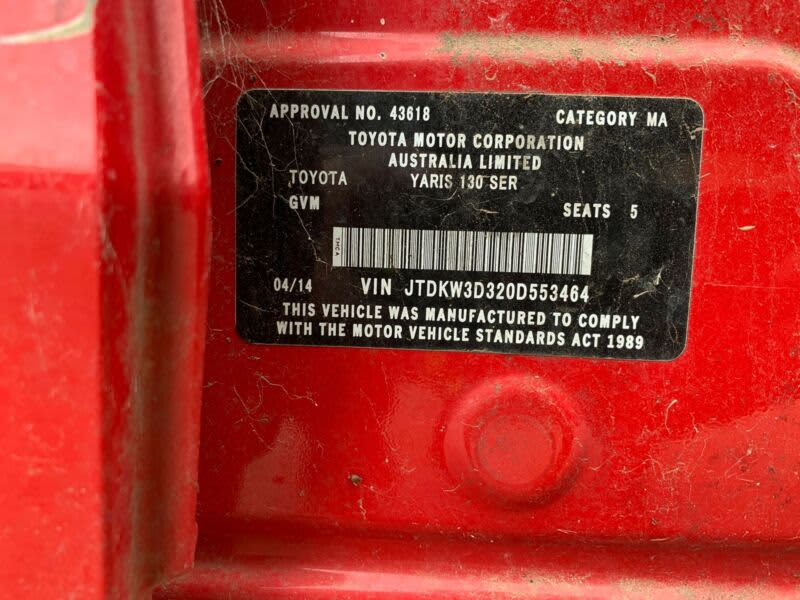 APPROVAL NO. 43618 CATEGORY MA
TOYOTA MOTOR CORPORATION
AUSTRALIA LIMITED
TOYOTA YARIS 130 SER
GVM SEATS 5
TMCA
04/14 VIN JTDKW3D320D553464
THIS VEHICLE WAS MANUFACTURED TO COMPLY
WITH THE MOTOR VEHICLE STANDARDS ACT 1989